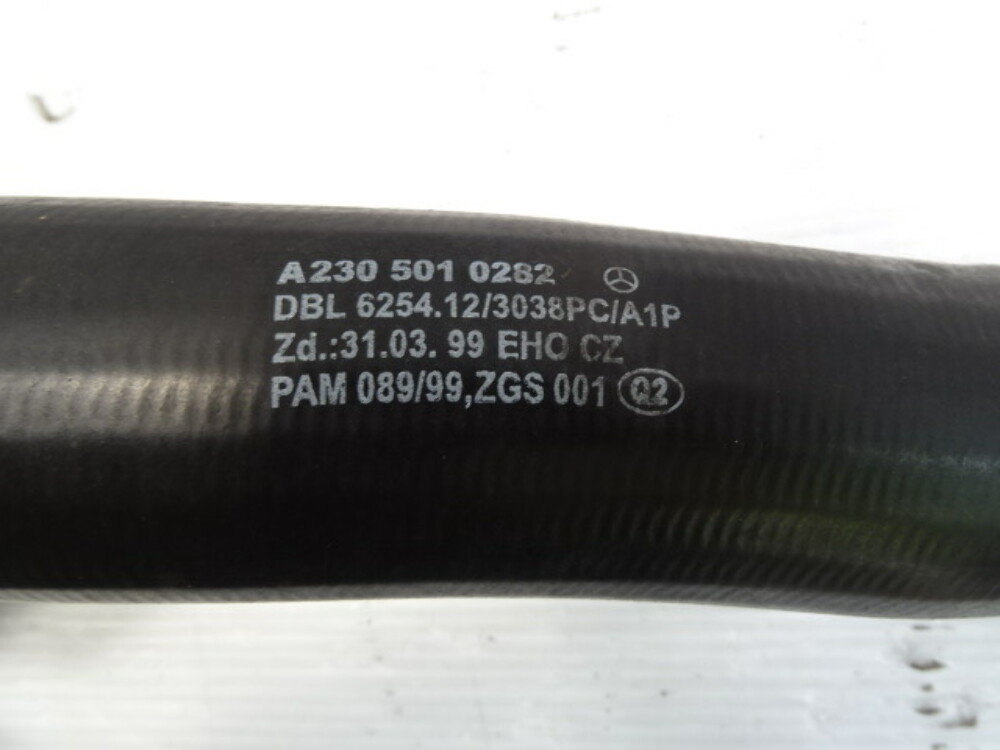 A230 501 0282
DBL 6254.12/3038PC/A1P
Zd.:31.03. 99 EHO CZ
PAM 089/99,ZGS 001 Q2